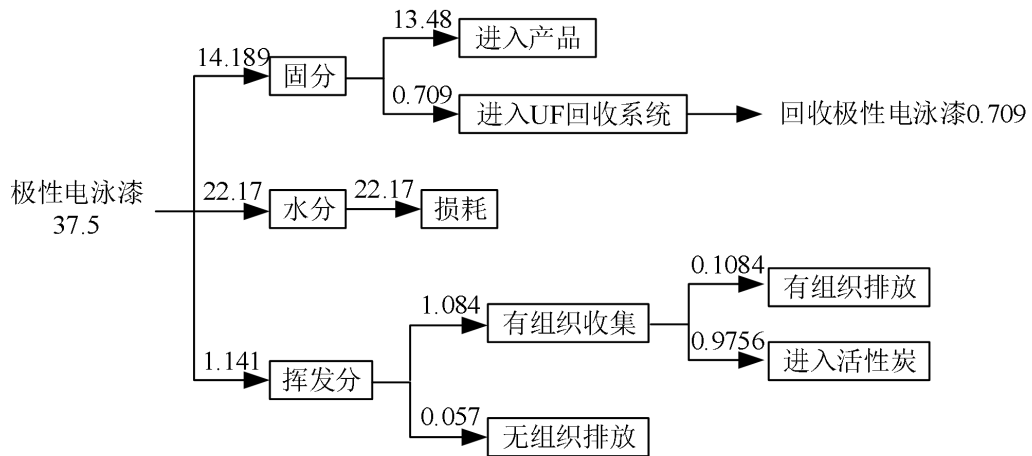 13.48
进入产品
14.189
固分
0.709
进入UF回收系统
回收极性电泳漆0.709
极性电泳漆
37.5
22.17
水分
22.17
损耗
0.1084
有组织排放
1.084
有组织收集
0.9756
进入活性炭
1.141
挥发分
0.057
无组织排放